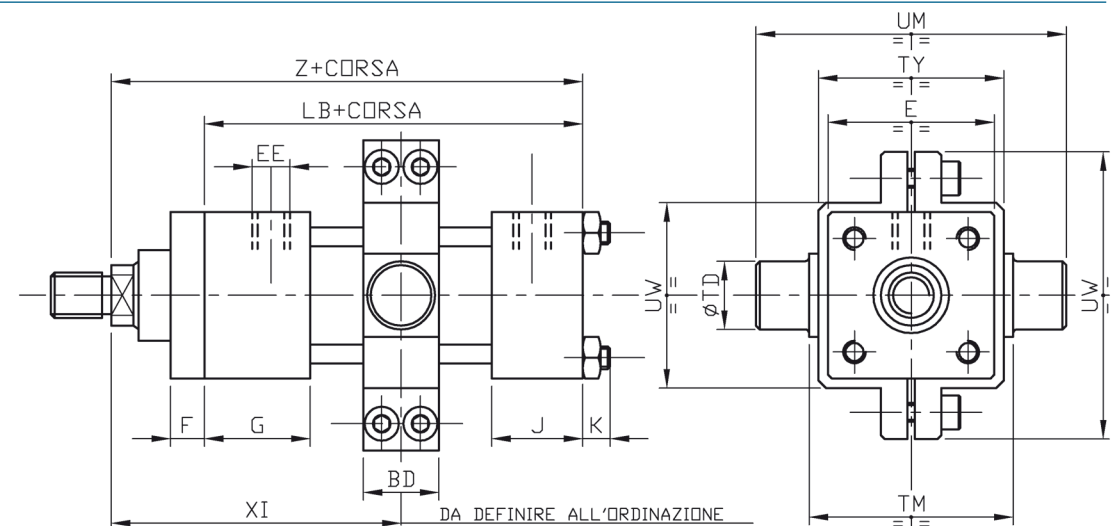 UM
= =
Z+CORSA
TY
= =
LB+CORSA
E
= =
EE
UW
= =
ØTD
UW
= =
F
G
J
K
BD
XI
DA DEFINIRE ALL'ORDINAZIONE
TM
= =